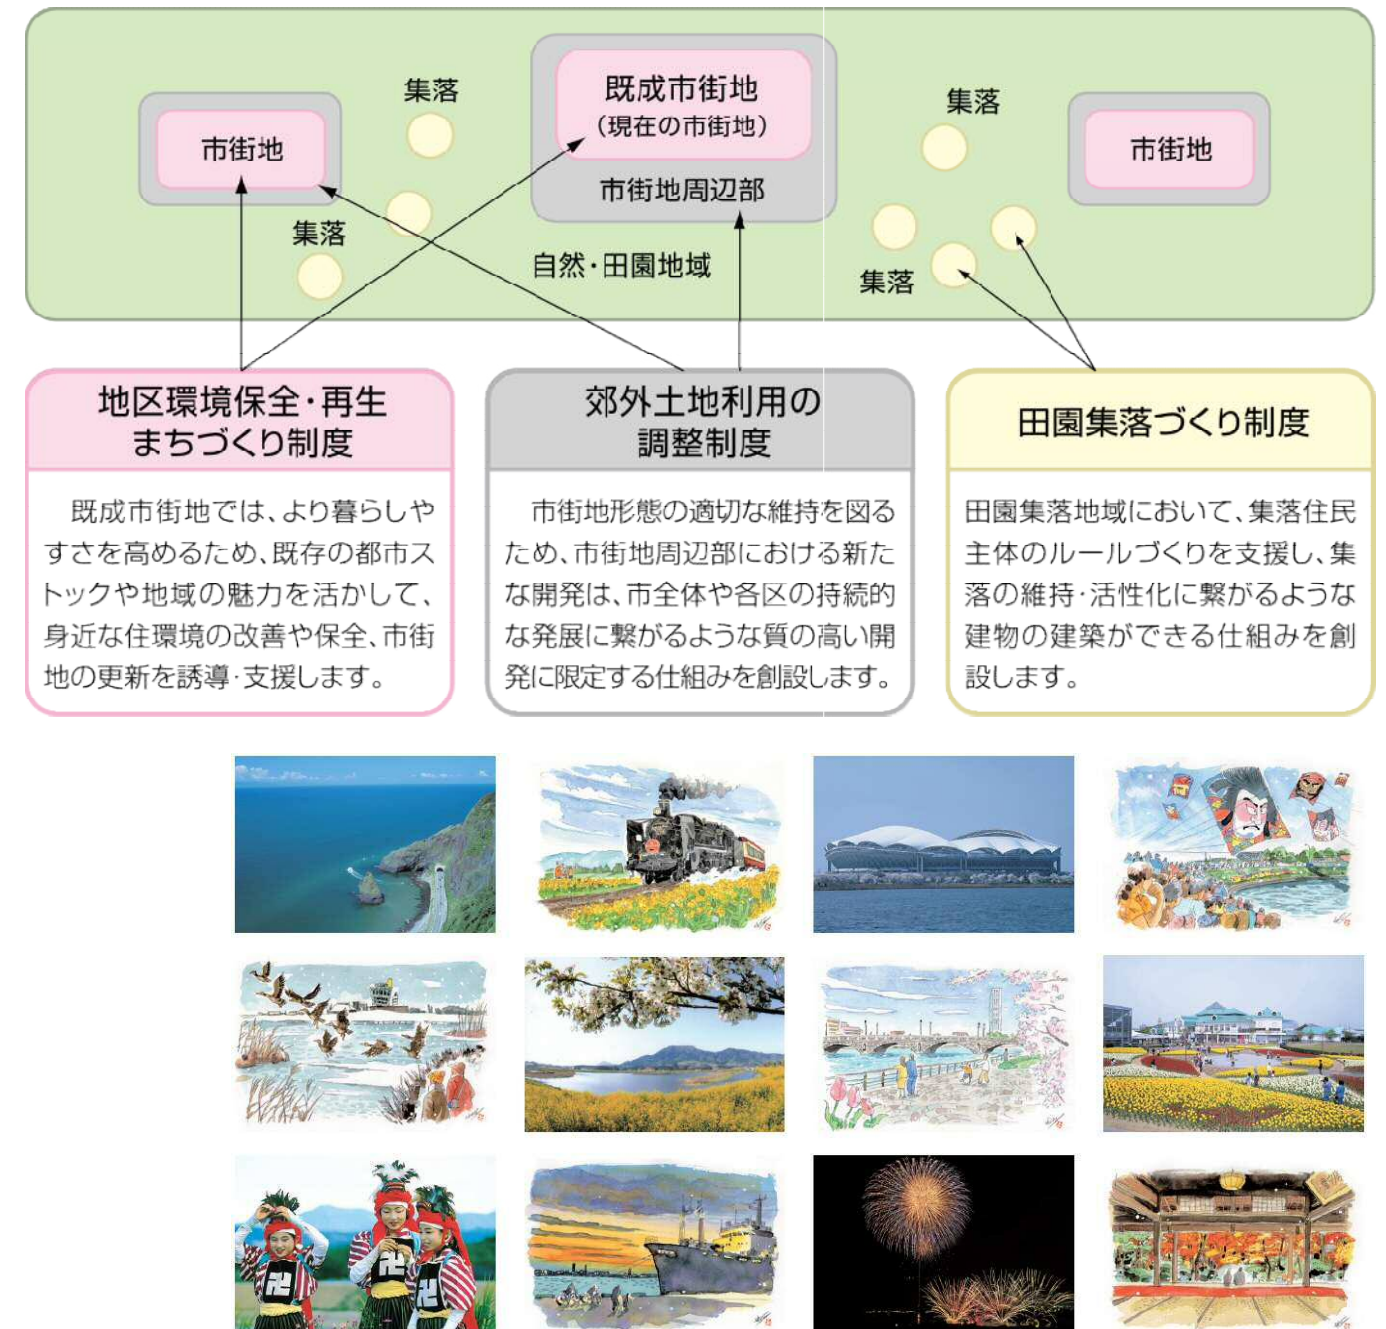 集落
既成市街地
(現在の市街地)
集落
市街地
市街地
市街地周辺部
集落
自然・田園地域
集落
地区環境保全・再生
まちづくり制度
既成市街地では、より暮らしや
すさを高めるため、既存の都市ス
トックや地域の魅力を活かして、
身近な住環境の改善や保全、市街
地の更新を誘導・支援します。
郊外土地利用の
調整制度
市街地形態の適切な維持を図る
ため、市街地周辺部における新た
な開発は、市全体や各区の持続的
な発展に繋がるような質の高い開
発に限定する仕組みを創設します。
田園集落づくり制度
田園集落地域において、集落住民
主体のルールづくりを支援し、集
落の維持・活性化に繋がるような
建物の建築ができる仕組みを創
設します。
卍
卍
卍